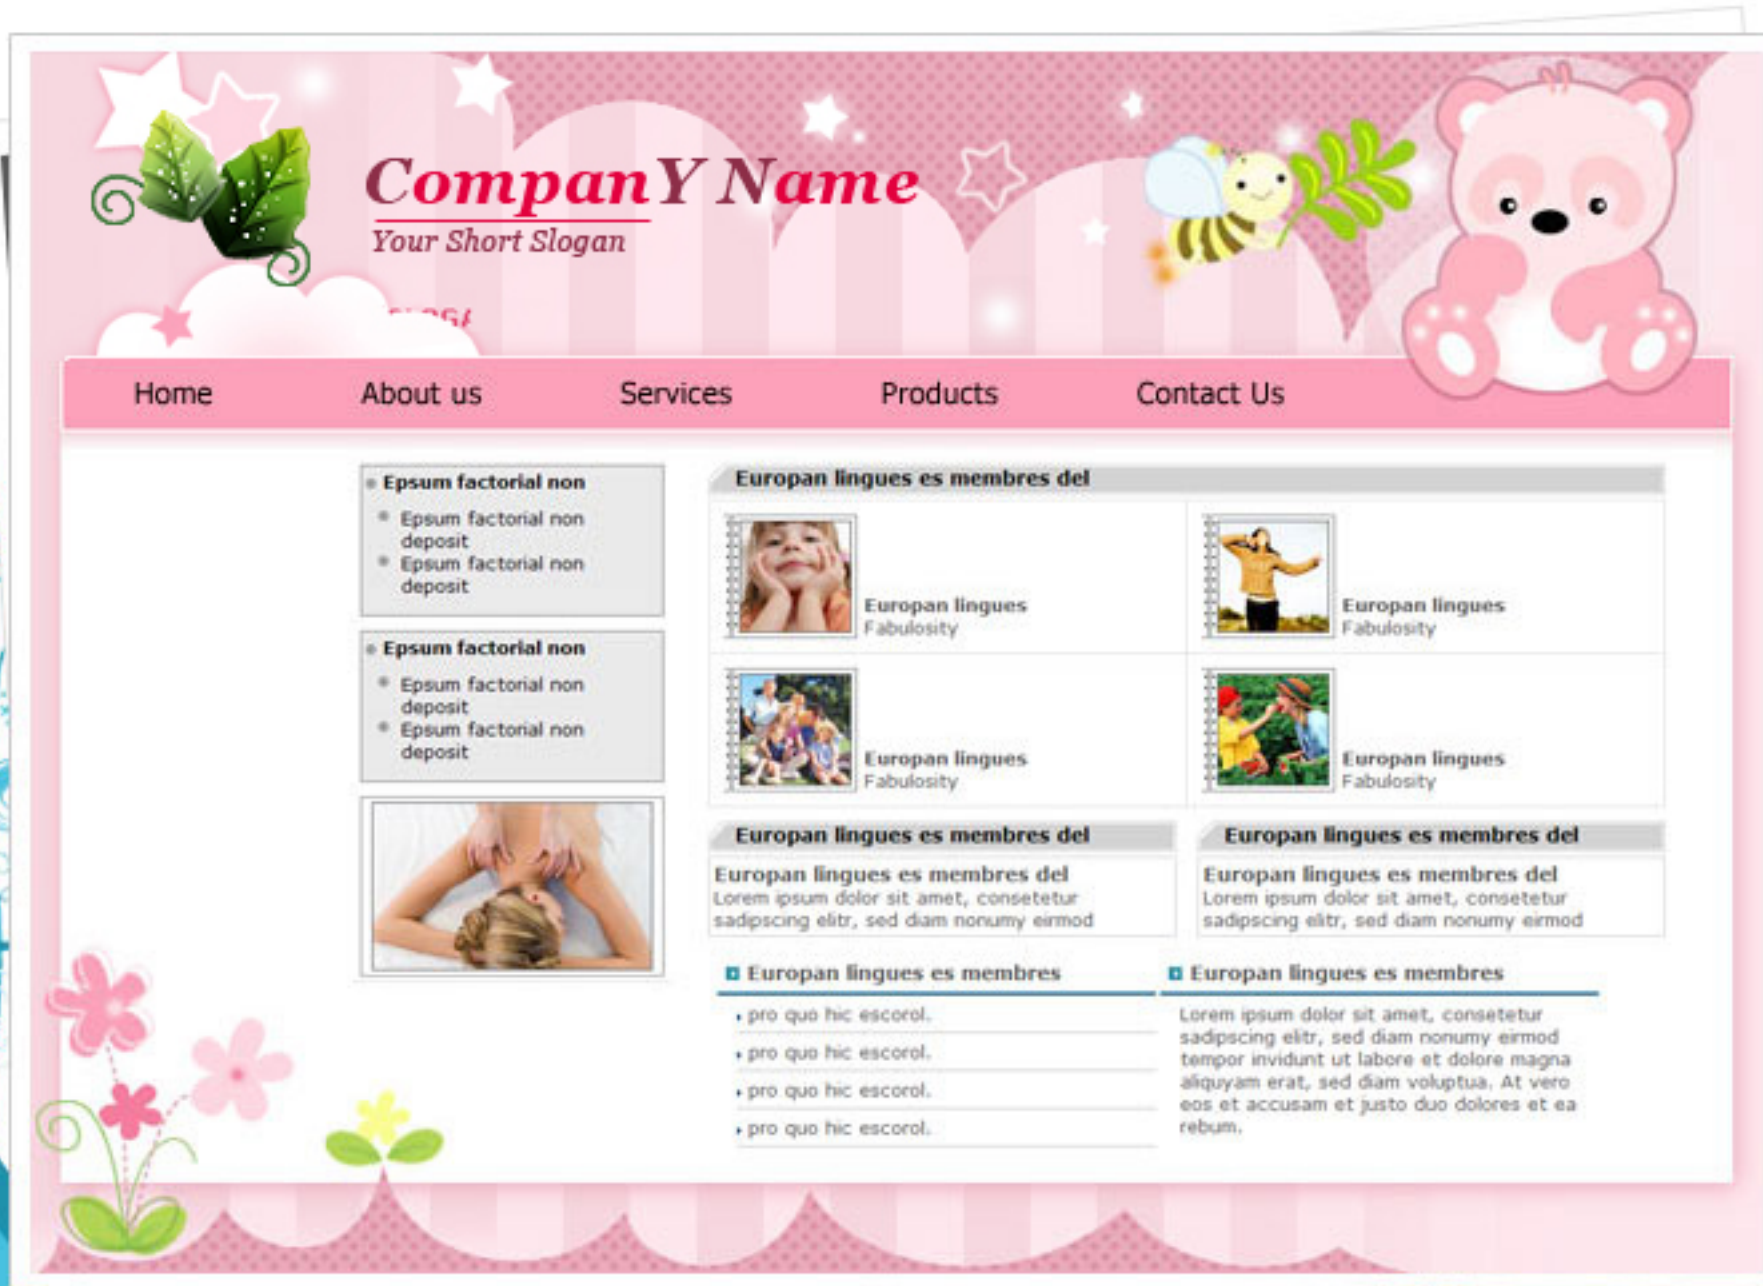 CompanY Name
Your Short Slogan
Home
About us
Services
Products
Contact Us
Epsum factorial non
Epsum factorial non
deposit
Epsum factorial non
deposit
Epsum factorial non
Epsum factorial non
deposit
Epsum factorial non
deposit
Europan lingues es membres del
Europan lingues
Fabulosity
Europan lingues
Fabulosity
Europan lingues
Fabulosity
Europan lingues
Fabulosity
Europan lingues es membres del
Europan lingues es membres del
Lorem ipsum dolor sit amet, consetetur
sadipscing elitr, sed diam nonumy eirmod
Europan lingues es membres del
Europan lingues es membres del
Lorem ipsum dolor sit amet, consetetur
sadipscing elitr, sed diam nonumy eirmod
Europan lingues es membres
pro quo hic escorol.
pro quo hic escorol.
pro quo hic escorol.
pro quo hic escorol.
Europan lingues es membres
Lorem ipsum dolor sit amet, consetetur
sadipscing elitr, sed diam nonumy eirmod
tempor invidunt ut labore et dolore magna
aliquyam erat, sed diam voluptua. At vero
eos et accusam et justo duo dolores et ea
rebum.